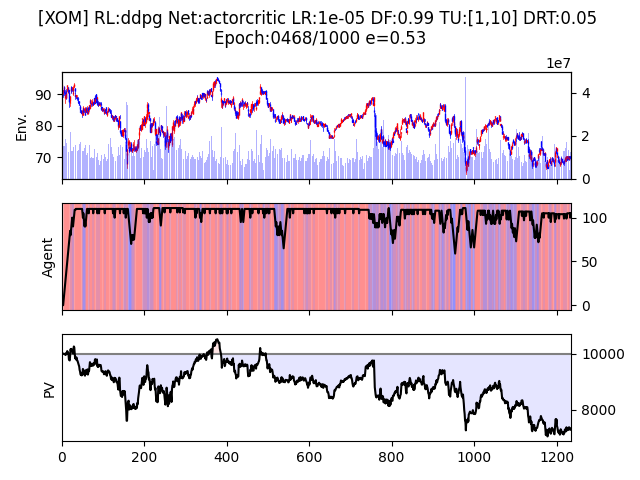 [XOM] RL:ddpg Net:actorcritic LR:1e-05 DF:0.99 TU:[1,10] DRT:0.05
Epoch:0468/1000 e=0.53
1e7
Env.
90
80
70
4
2
0
Agent
100
50
0
PV
10000
8000
0 200 400 600 800 1000 1200